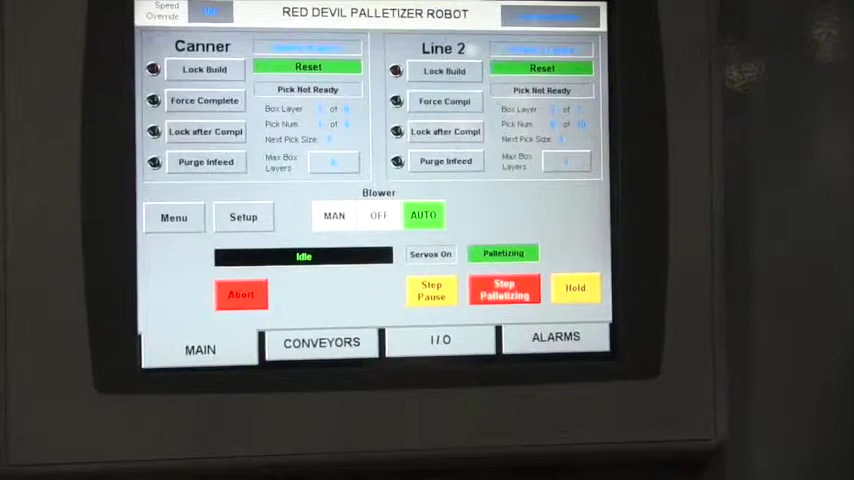 Speed
Override
RED DEVIL PALLETIZER ROBOT
Canner
Reset
Lock Build
Pick Not Ready
Force Complete
Box Layer of
Pick Num. of
Lock after Compl
Next Pick Size:
Purge Infeed
Max Box
Layers
Line 2
Reset
Lock Build
Pick Not Ready
Force Compl
Box Layer of
Pick Num. of
Lock after Compl
Next Pick Size:
Purge Infeed
Max Box
Layers
Blower
Menu
Setup
MAN
OFF
AUTO
Idle
Servos On
Palletizing
Abort
Step
Pause
Stop
Palletizing
Hold
MAIN
CONVEYORS
I/O
ALARMS